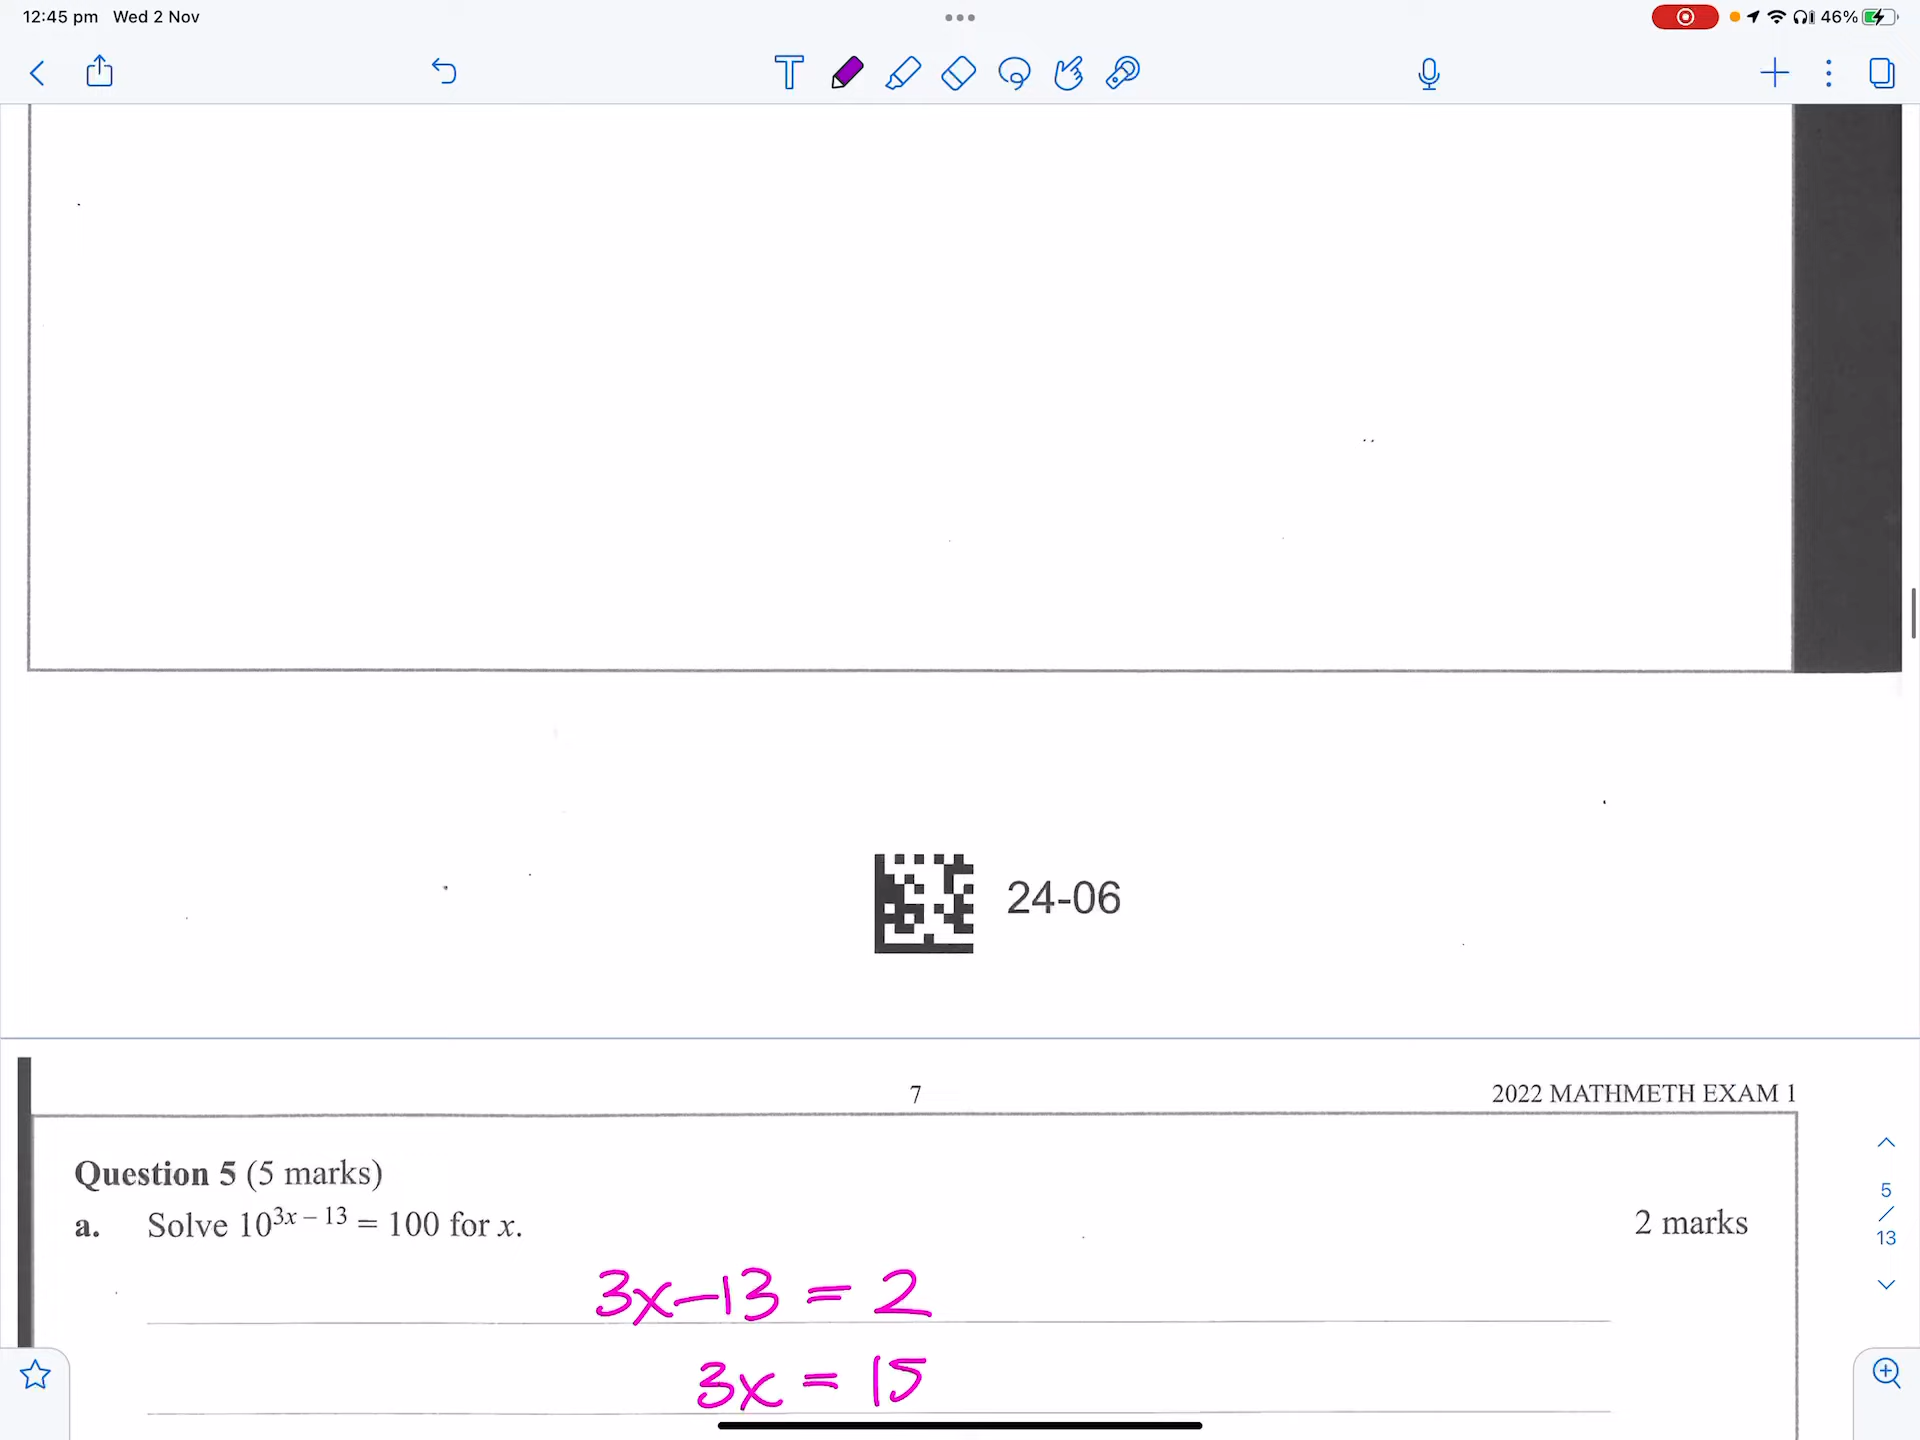 12:45 pm Wed 2 Nov
46%
24-06
7
2022 MATHMETH EXAM 1
Question 5 (5 marks)
a. Solve 10^{3x – 13} = 100 for x.
2 marks
3x-13 = 2
3x = 15
5
/
13